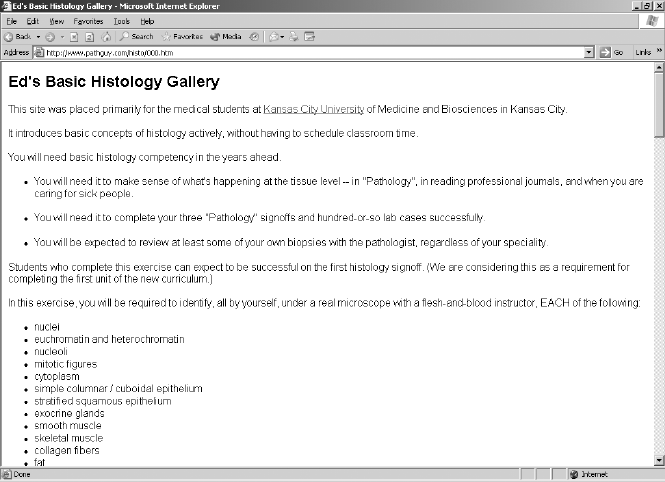 Ed's Basic Histology Gallery - Microsoft Internet Explorer
File Edit View Favorites Tools Help
Back Search Favorites Media
Address http://www.pathguy.com/histo/000.htm Go Links »
Ed's Basic Histology Gallery
This site was placed primarily for the medical students at Kansas City University of Medicine and Biosciences in Kansas City.
It introduces basic concepts of histology actively, without having to schedule classroom time.
You will need basic histology competency in the years ahead.
• You will need it to make sense of what's happening at the tissue level -- in "Pathology", in reading professional journals, and when you are
caring for sick people.
• You will need it to complete your three "Pathology" signoffs and hundred-or-so lab cases successfully.
• You will be expected to review at least some of your own biopsies with the pathologist, regardless of your speciality.
Students who complete this exercise can expect to be successful on the first histology signoff. (We are considering this as a requirement for
completing the first unit of the new curriculum.)
In this exercise, you will be required to identify, all by yourself, under a real microscope with a flesh-and-blood instructor, EACH of the following:
• nuclei
• euchromatin and heterochromatin
• nucleoli
• mitotic figures
• cytoplasm
• simple columnar / cuboidal epithelium
• stratified squamous epithelium
• exocrine glands
• smooth muscle
• skeletal muscle
• collagen fibers
• fat
Done Internet